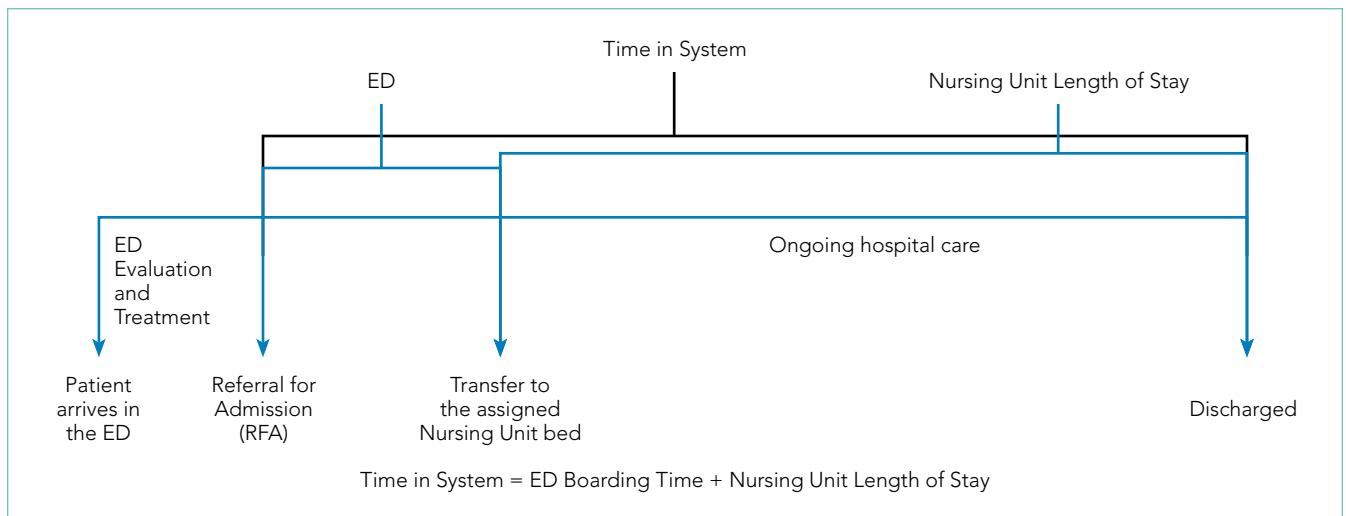 Time in System
ED
Nursing Unit Length of Stay
ED
Evaluation
and
Treatment
Ongoing hospital care
Patient
arrives in
the ED
Referral for
Admission
(RFA)
Transfer to
the assigned
Nursing Unit bed
Discharged
Time in System = ED Boarding Time + Nursing Unit Length of Stay